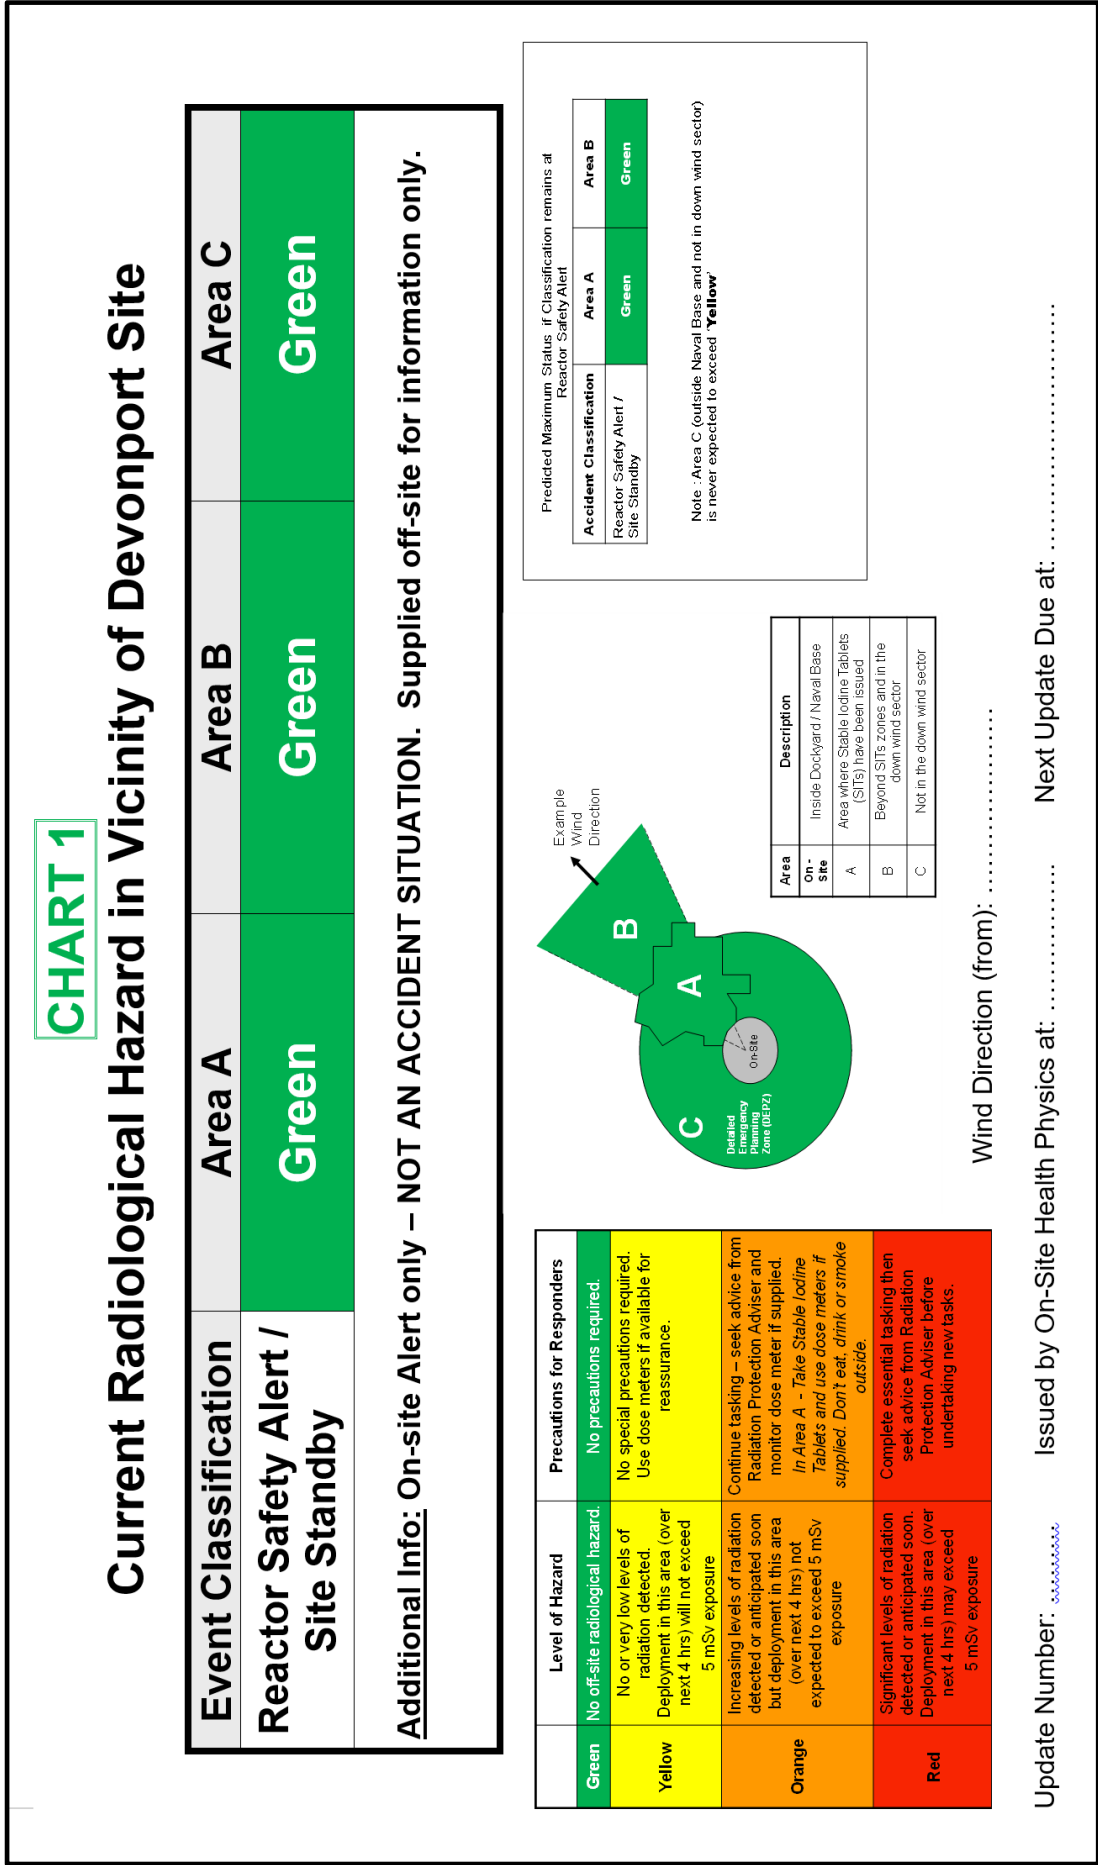 CHART 1
Current Radiological Hazard in Vicinity of Devonport Site
Event Classification
Area A
Area B
Area C
Reactor Safety Alert /
Site Standby
Green
Green
Green
Additional Info: On-site Alert only – NOT AN ACCIDENT SITUATION. Supplied off-site for information only.
Level of Hazard
Precautions for Responders
Green
No off-site radiological hazard.
No precautions required.
Yellow
No or very low levels of
radiation detected.
Deployment in this area (over
next 4 hrs) will not exceed
5 mSv exposure
No special precautions required.
Use dose meters if available for
reassurance.
Orange
Increasing levels of radiation
detected or anticipated soon
but deployment in this area
(over next 4 hrs) not
expected to exceed 5 mSv
exposure
Continue tasking – seek advice from
Radiation Protection Adviser and
monitor dose meter if supplied.
In Area A - Take Stable Iodine
Tablets and use dose meters if
supplied. Don't eat, drink or smoke
outside.
Red
Significant levels of radiation
detected or anticipated soon.
Deployment in this area (over
next 4 hrs) may exceed
5 mSv exposure
Complete essential tasking then
seek advice from Radiation
Protection Adviser before
undertaking new tasks.
Example
Wind
Direction
B
A
C
On-Site
Detailed
Emergency
Planning
Zone (DEPZ)
Area
Description
On -
Site
Inside Dockyard / Naval Base
A
Area where Stable Iodine Tablets
(SITs) have been issued
B
Beyond SITs zones and in the
down wind sector
C
Not in the down wind sector
Predicted Maximum Status if Classification remains at
Reactor Safety Alert
Accident Classification
Area A
Area B
Reactor Safety Alert /
Site Standby
Green
Green
Note : Area C (outside Naval Base and not in down wind sector)
is never expected to exceed 'Yellow'
Wind Direction (from): ……………………
Update Number: ………
Issued by On-Site Health Physics at: ……………
Next Update Due at: ………………………